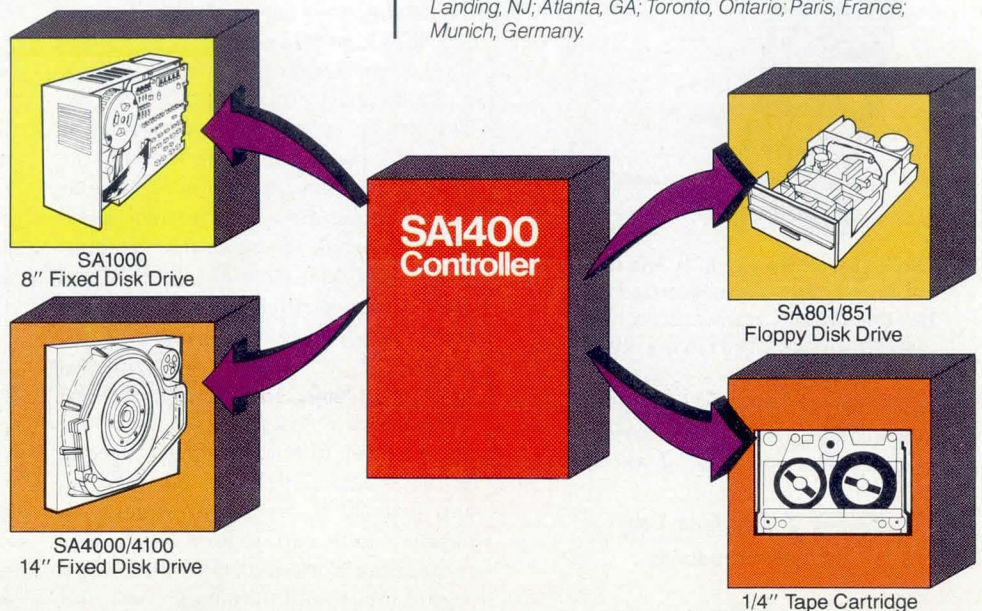 Landing, NJ; Atlanta, GA; Toronto, Ontario; Paris, France;
Munich, Germany.
SA1000
8" Fixed Disk Drive
SA1400
Controller
SA801/851
Floppy Disk Drive
SA4000/4100
14" Fixed Disk Drive
1/4" Tape Cartridge